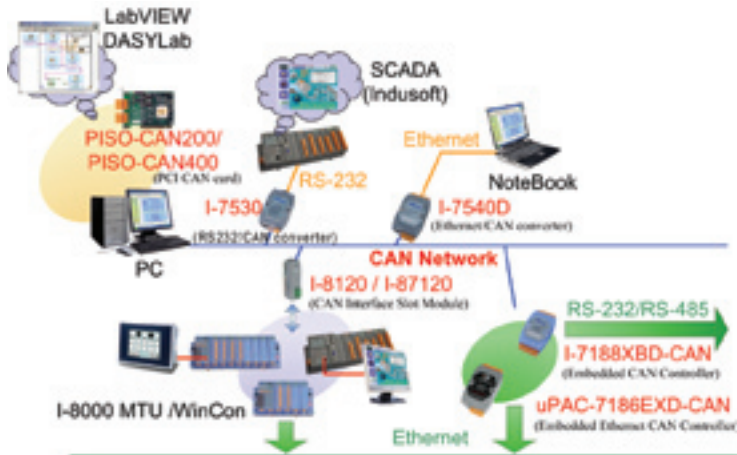 LabVIEW
DASYLab
SCADA
(Indusoft)
PISO-CAN200/
PISO-CAN400
(PCI CAN card)
Ethernet
RS-232
NoteBook
I-7530
(RS232/CAN converter)
I-7540D
(Ethernet/CAN converter)
PC
CAN Network
I-8120 / I-87120
(CAN Interface Slot Module)
RS-232/RS-485
I-7188XBD-CAN
(Embedded CAN Controller)
I-8000 MTU /WinCon
uPAC-7186EXD-CAN
(Embedded Ethernet CAN Controller)
Ethernet